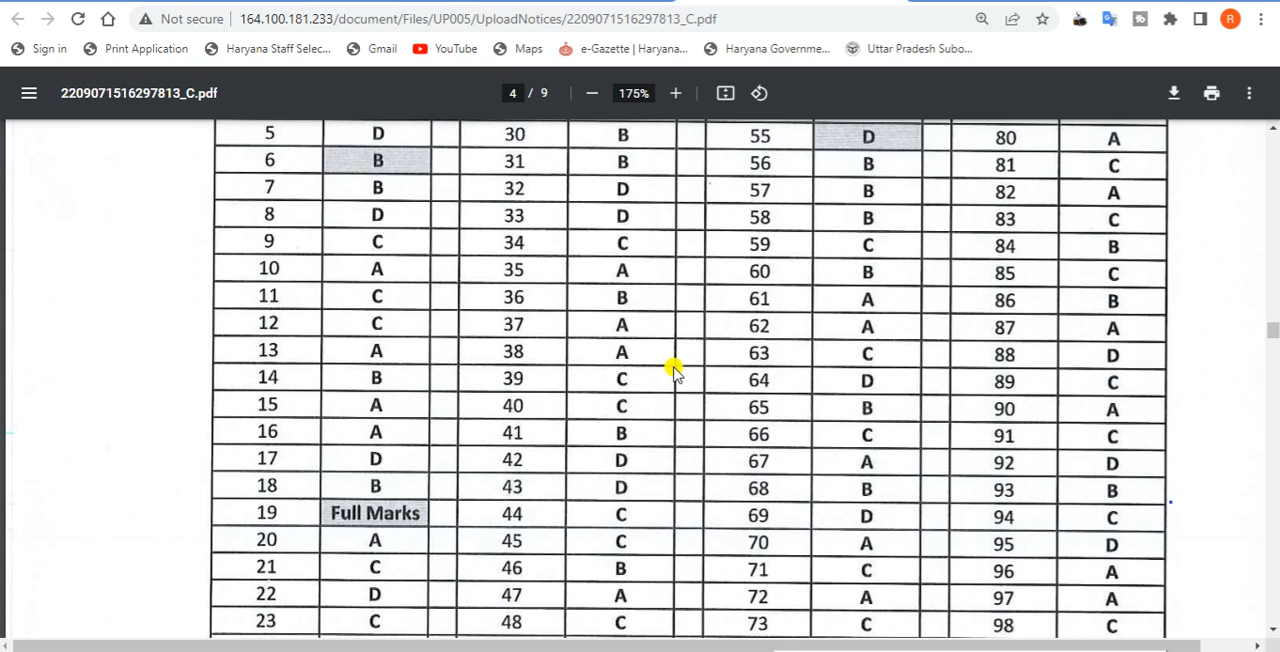 Not secure 164.100.181.233/document/Files/UP005/UploadNotices/2209071516297813_C.pdf R
Sign in Print Application Haryana Staff Selec... Gmail YouTube Maps e-Gazette | Haryana... Haryana Governme... Uttar Pradesh Subo...
2209071516297813_C.pdf 4 / 9 175%
5 D 30 B 55 D 80 A
6 B 31 B 56 B 81 C
7 B 32 D 57 B 82 A
8 D 33 D 58 B 83 C
9 C 34 C 59 C 84 B
10 A 35 A 60 B 85 C
11 C 36 B 61 A 86 B
12 C 37 A 62 A 87 A
13 A 38 A 63 C 88 D
14 B 39 C 64 D 89 C
15 A 40 C 65 B 90 A
16 A 41 B 66 C 91 C
17 D 42 D 67 A 92 D
18 B 43 D 68 B 93 B
19 Full Marks 44 C 69 D 94 C
20 A 45 C 70 A 95 D
21 C 46 B 71 C 96 A
22 D 47 A 72 A 97 A
23 C 48 C 73 C 98 C